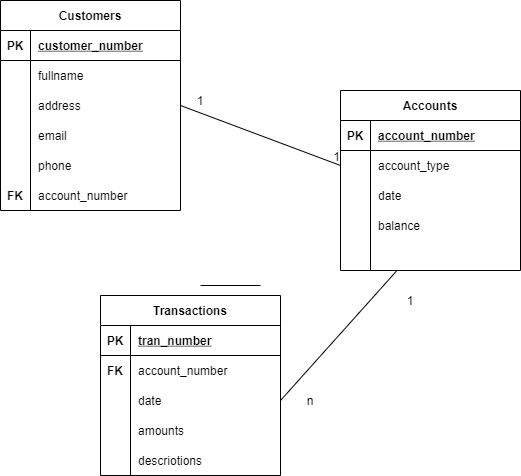 Customers
PK customer_number
fullname
address
email
phone
FK account_number
1
1
Accounts
PK account_number
account_type
date
balance
1
n
Transactions
PK tran_number
FK account_number
date
amounts
descriotions